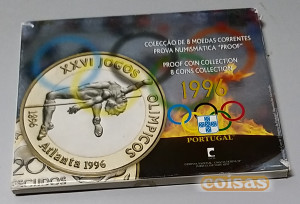 COLECÇÃO DE 8 MOEDAS CORRENTES
PROVA NUMISMÁTICA "PROOF"
PROOF COIN COLLECTION
8 COINS COLLECTION
1996
PORTUGAL
XXVI JOGOS OLÍMPICOS
1896
Atlanta 1996
ESCUDOS
coisas